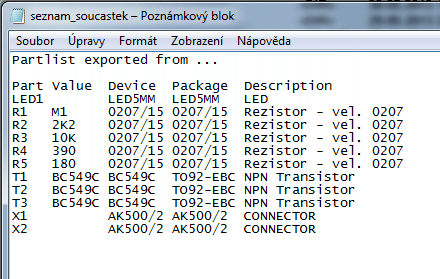 seznam_soucastek – Poznámkový blok
Soubor Úpravy Formát Zobrazení Nápověda
Partlist exported from ...
Part Value Device Package Description
LED1 LED5MM LED5MM LED
R1 M1 0207/15 0207/15 Rezistor – vel. 0207
R2 2K2 0207/15 0207/15 Rezistor – vel. 0207
R3 10K 0207/15 0207/15 Rezistor – vel. 0207
R4 390 0207/15 0207/15 Rezistor – vel. 0207
R5 180 0207/15 0207/15 Rezistor – vel. 0207
T1 BC549C BC549C TO92-EBC NPN Transistor
T2 BC549C BC549C TO92-EBC NPN Transistor
T3 BC549C BC549C TO92-EBC NPN Transistor
X1 AK500/2 AK500/2 CONNECTOR
X2 AK500/2 AK500/2 CONNECTOR